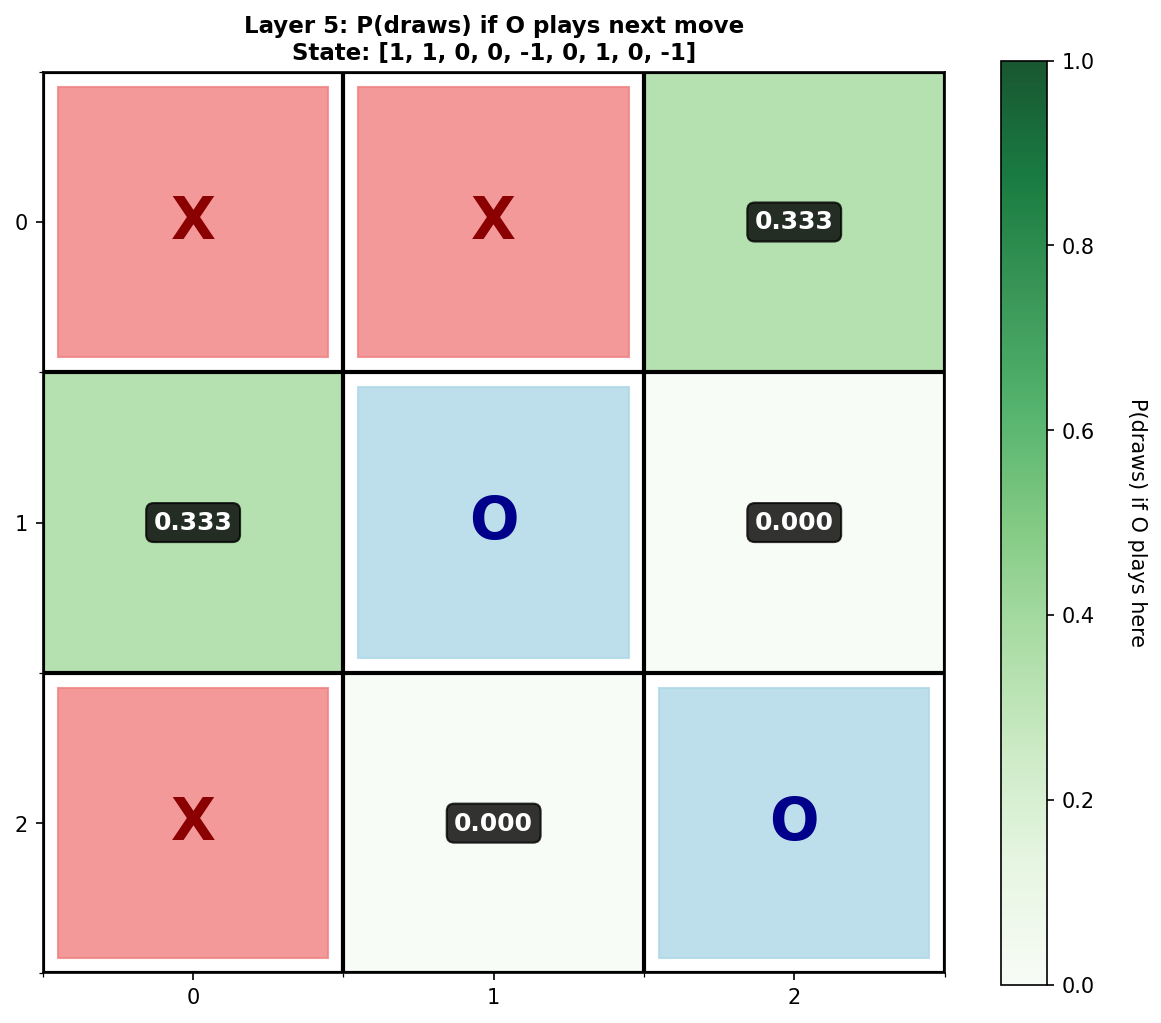 Layer 5: P(draws) if O plays next move
State: [1, 1, 0, 0, -1, 0, 1, 0, -1]
0
X
X
0.333
1
0.333
O
0.000
2
X
0.000
O
0
1
2
1.0
0.8
0.6
0.4
0.2
0.0
P(draws) if O plays here